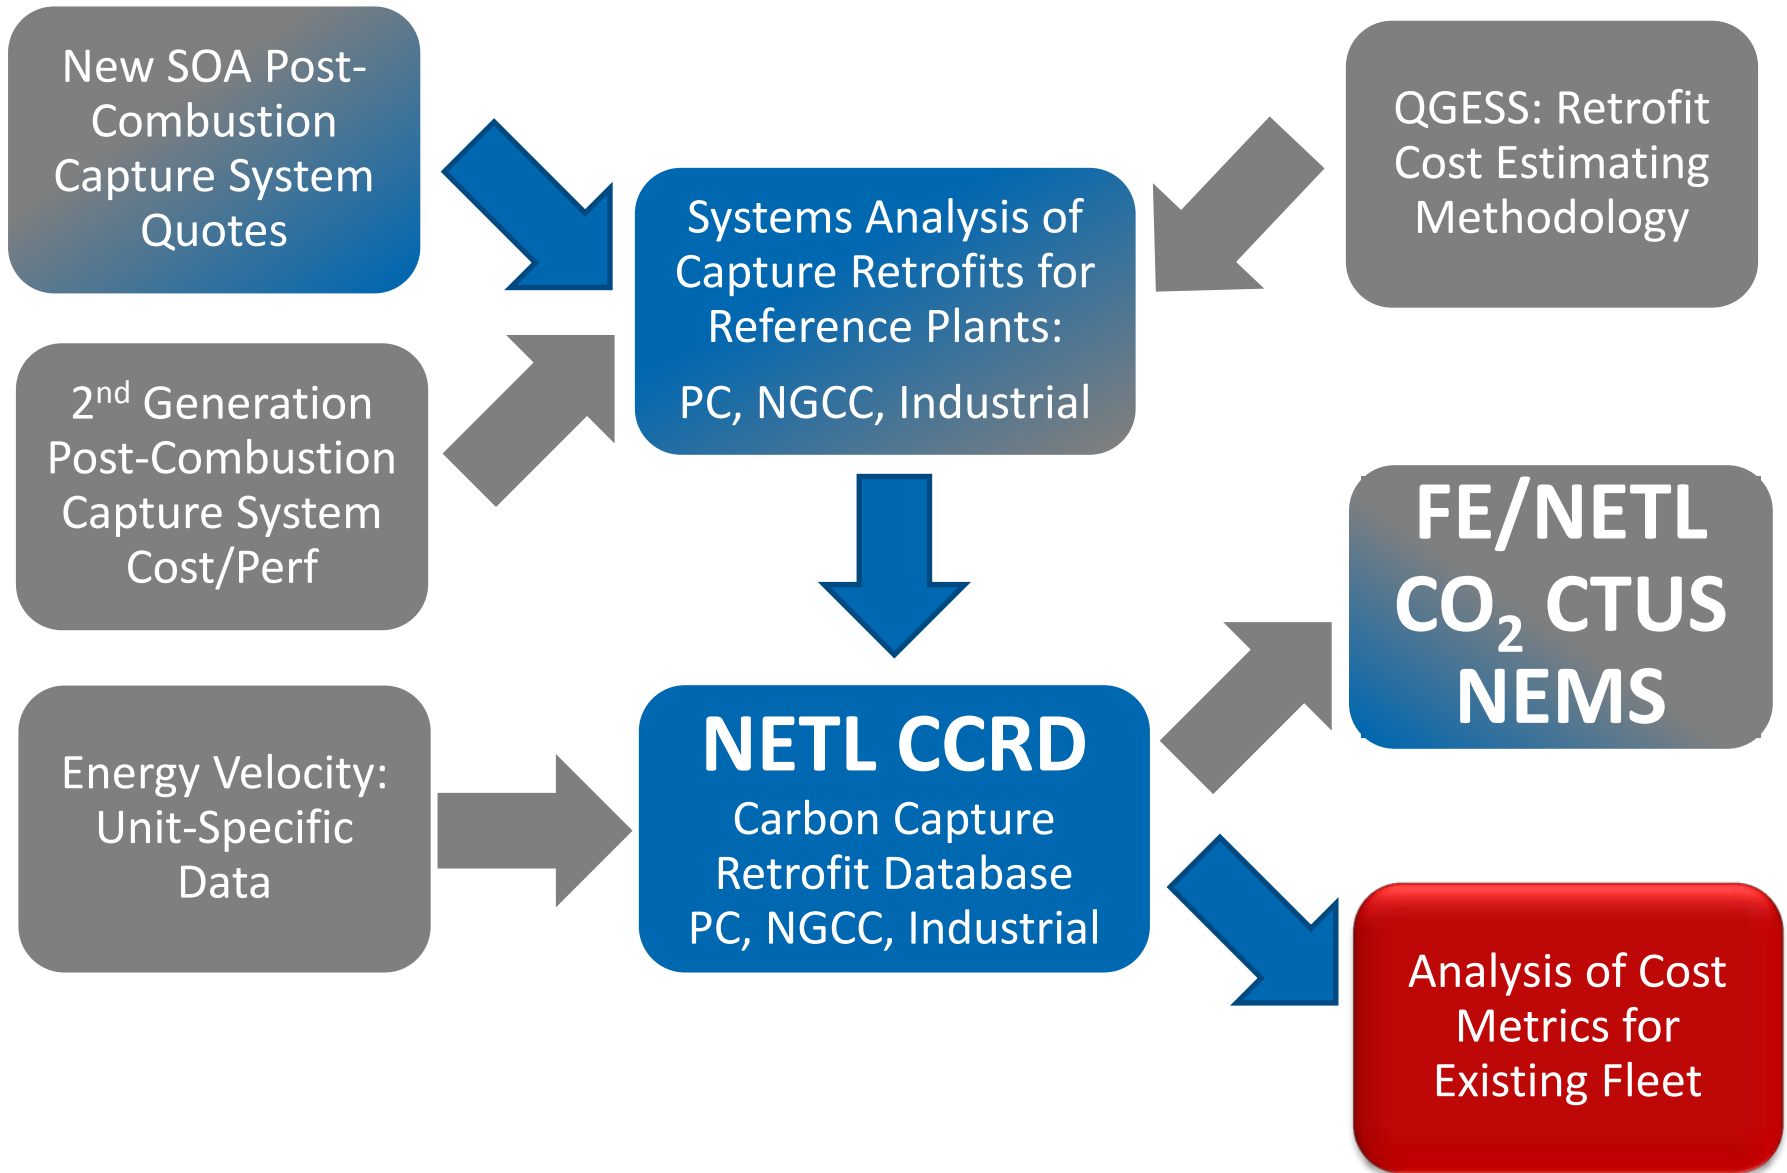 New SOA Post-
Combustion
Capture System
Quotes
QGESS: Retrofit
Cost Estimating
Methodology
Systems Analysis of
Capture Retrofits for
Reference Plants:
PC, NGCC, Industrial
2nd Generation
Post-Combustion
Capture System
Cost/Perf
FE/NETL
CO2 CTUS
NEMS
Energy Velocity:
Unit-Specific
Data
NETL CCRD
Carbon Capture
Retrofit Database
PC, NGCC, Industrial
Analysis of Cost
Metrics for
Existing Fleet